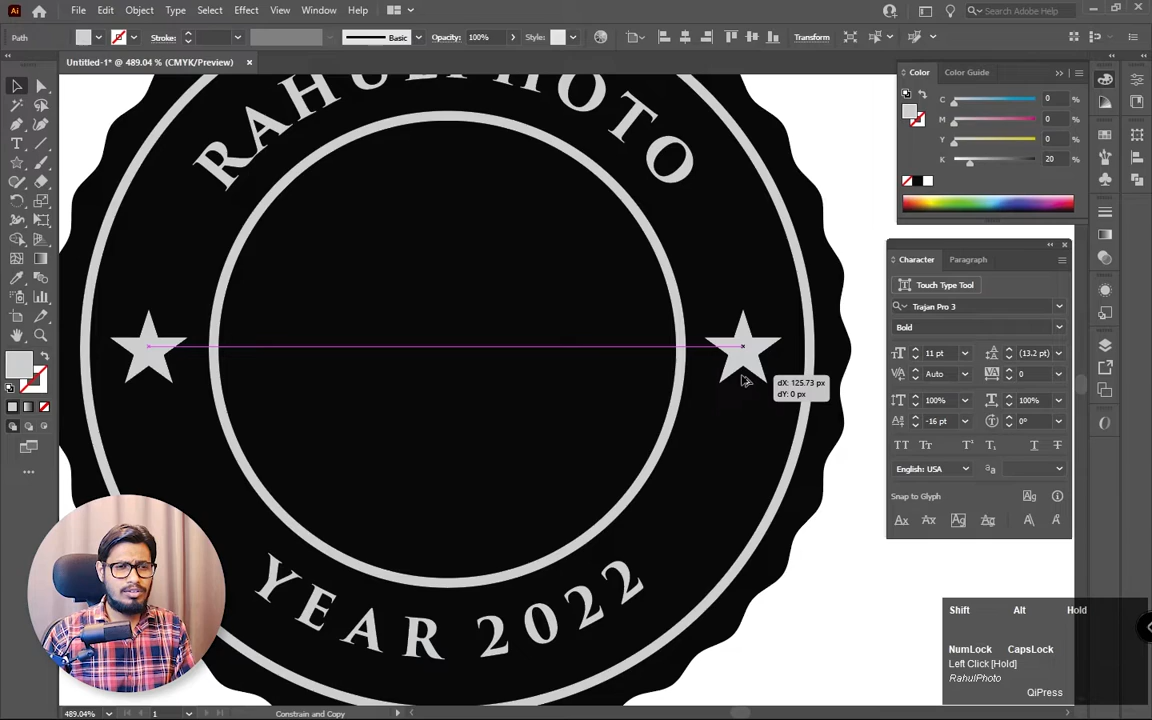 Ai
File Edit Object Type Select Effect View Window Help
Search Adobe Help
Path
Stroke:
Basic
Opacity: 100%
Style:
Transform
Untitled-1* @ 489.04 % (CMYK/Preview) ×
RAHULPHOTO
YEAR 2022
dX: 125.73 px
dY: 0 px
Color Color Guide
C 0 %
M 0 %
Y 0 %
K 20 %
Character Paragraph
Touch Type Tool
Trajan Pro 3
Bold
11 pt (13.2 pt)
Auto 0
100% 100%
-16 pt 0°
English: USA
Snap to Glyph
Shift Alt Hold
NumLock CapsLock
Left Click [Hold]
RahulPhoto
QiPress
489.04% 1 Constrain and Copy